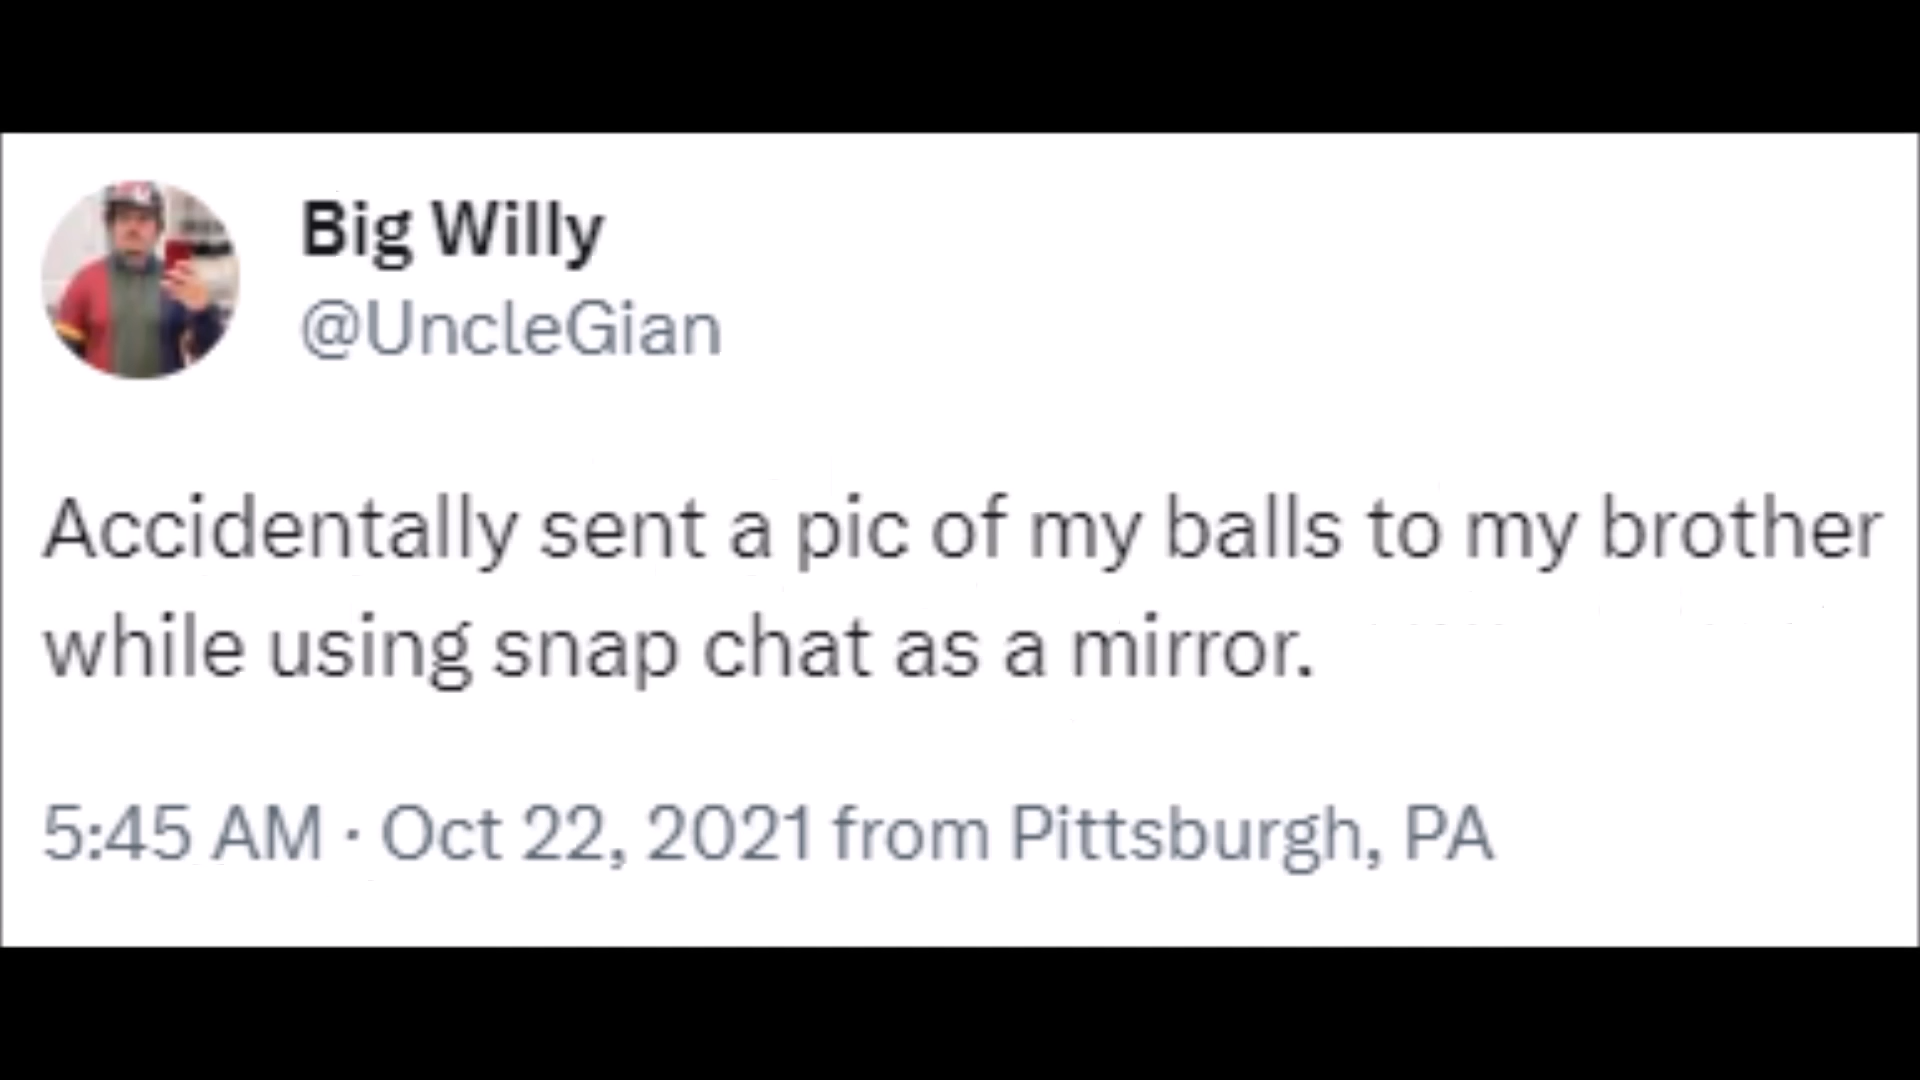 Big Willy
@UncleGian
Accidentally sent a pic of my balls to my brother
while using snap chat as a mirror.
5:45 AM · Oct 22, 2021 from Pittsburgh, PA